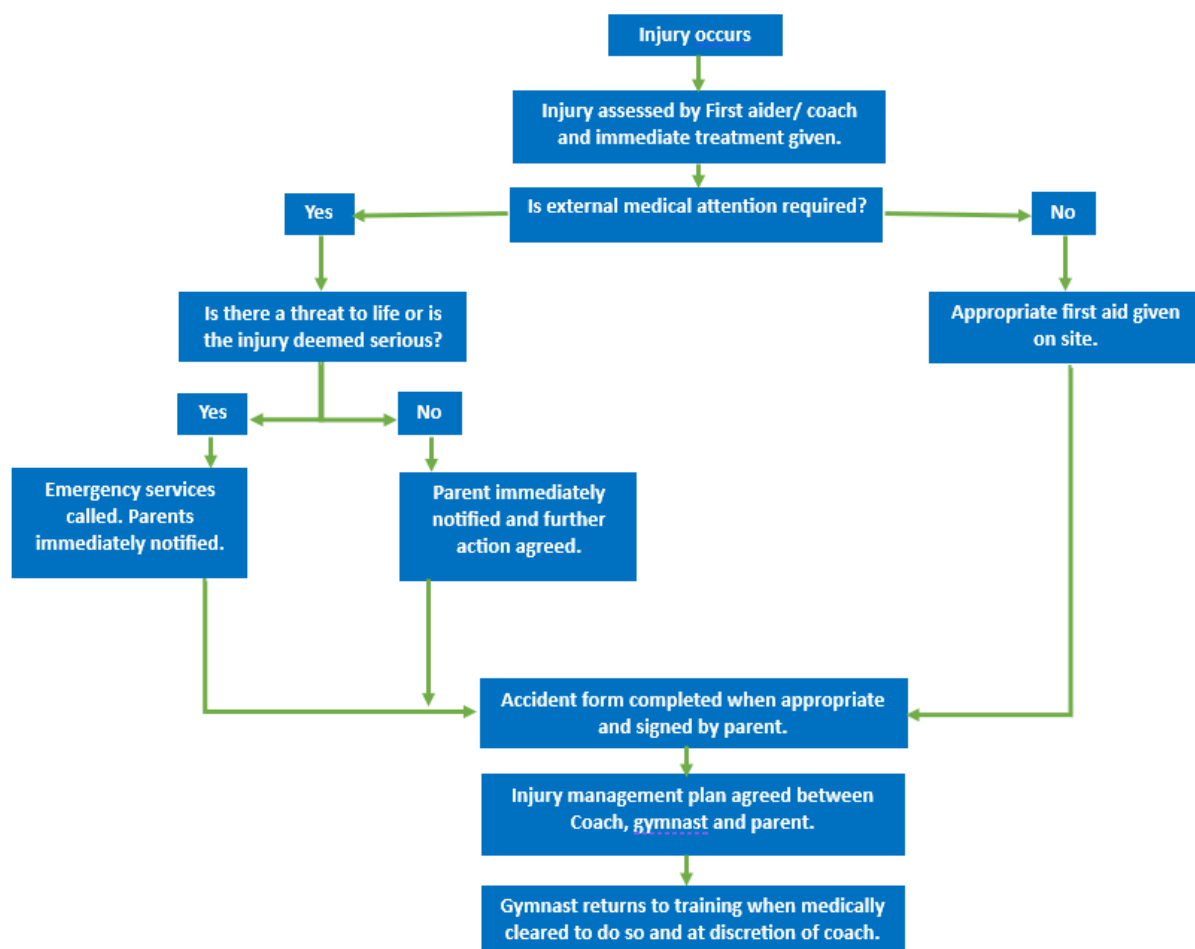 Injury occurs
Injury assessed by First aider/ coach
and immediate treatment given.
Is external medical attention required?
Yes
No
Is there a threat to life or is
the injury deemed serious?
Appropriate first aid given
on site.
Yes
No
Emergency services
called. Parents
immediately notified.
Parent immediately
notified and further
action agreed.
Accident form completed when appropriate
and signed by parent.
Injury management plan agreed between
Coach, gymnast and parent.
Gymnast returns to training when medically
cleared to do so and at discretion of coach.